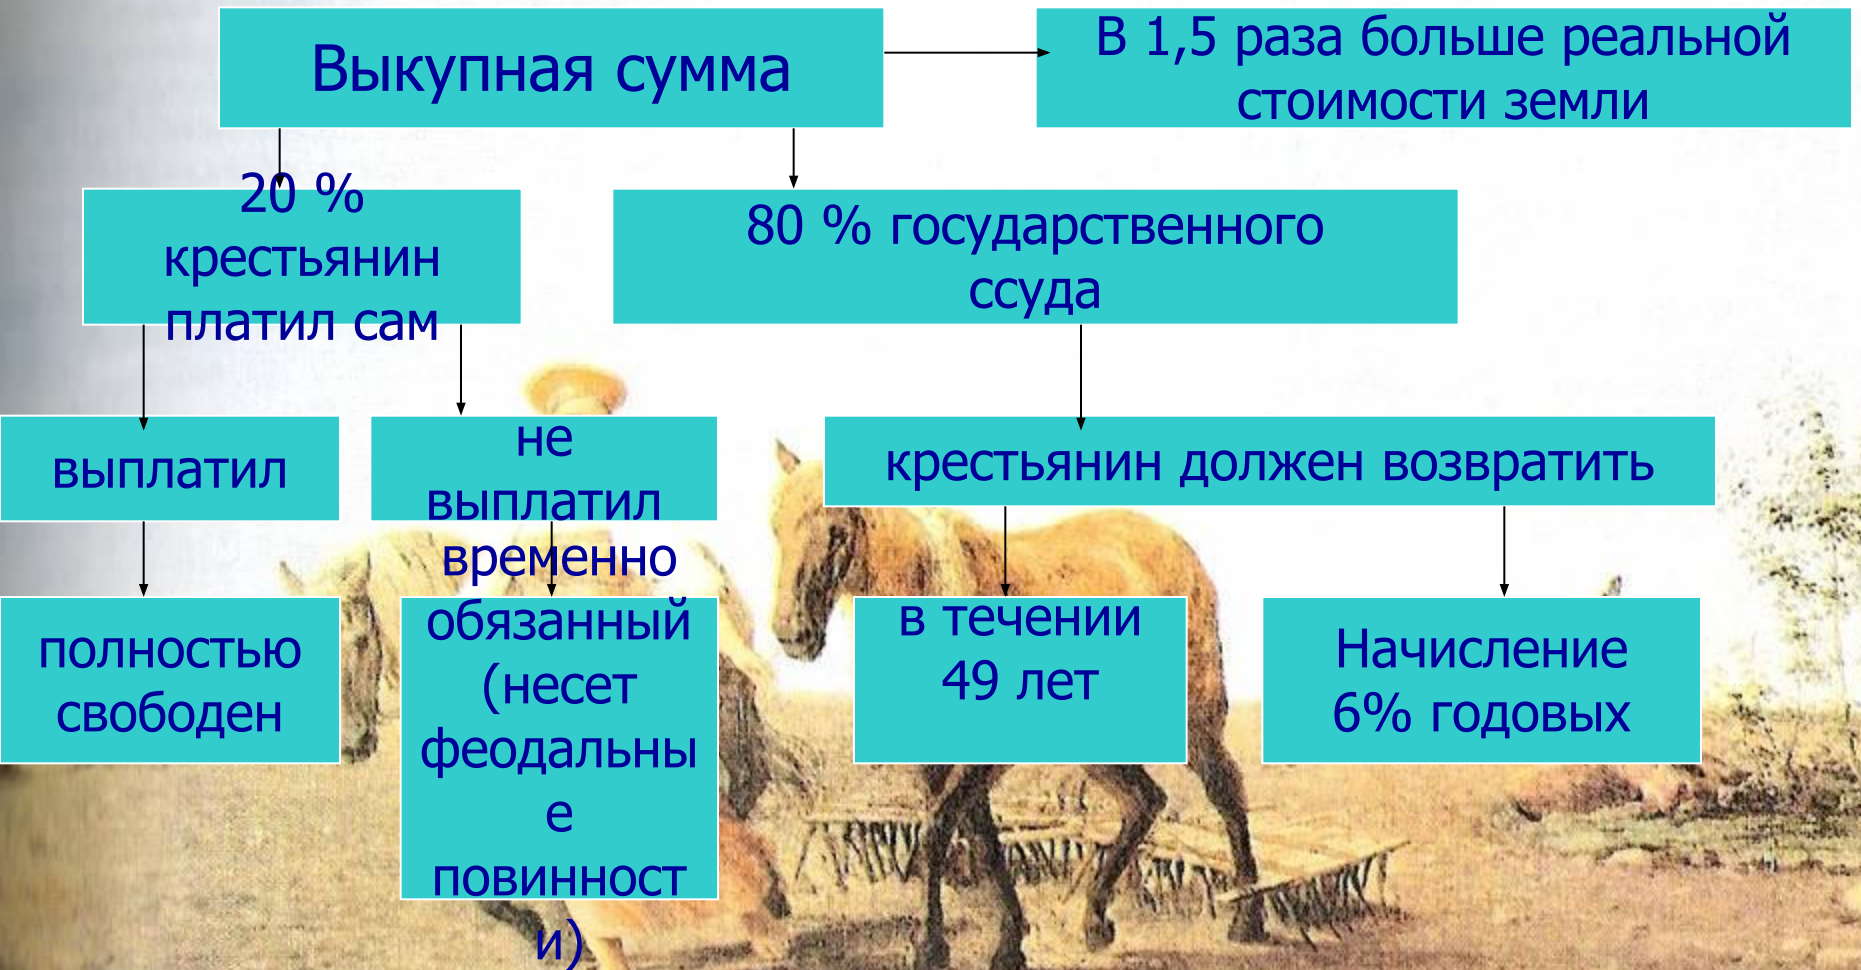 Выкупная сумма
В 1,5 раза больше реальной
стоимости земли
20 %
крестьянин
платил сам
80 % государственного
ссуда
выплатил
не
выплатил
крестьянин должен возвратить
полностью
свободен
временно
обязанный
(несет
феодальны
е
повинност
и)
в течении
49 лет
Начисление
6% годовых